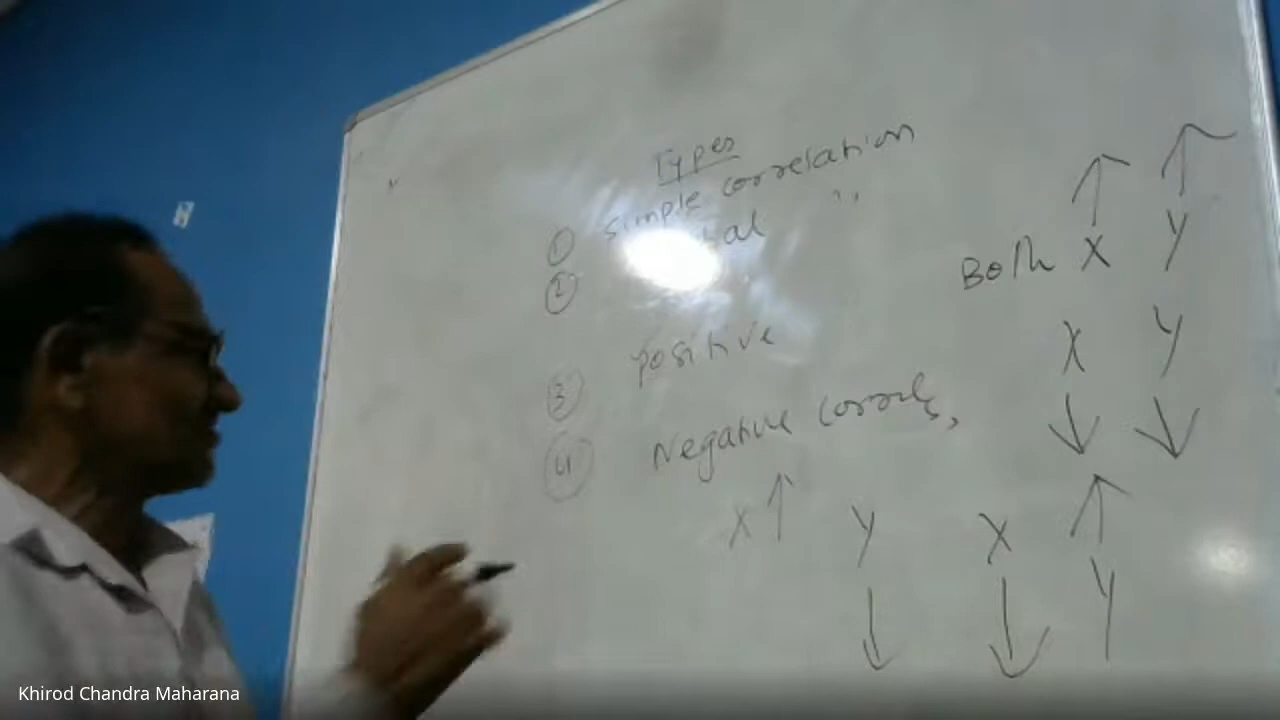 Types
① simple correlation
② ,,
③ positive
④ Negative Correl,
Both X ↑ Y ↑
X ↓ Y ↓
X ↑ Y ↓ X ↓ Y ↑
Khirod Chandra Maharana